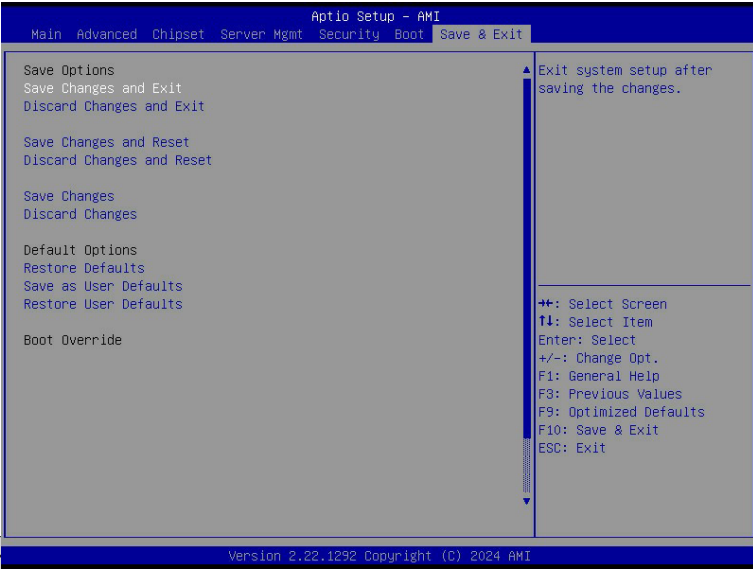 Aptio Setup – AMI
Main Advanced Chipset Server Mgmt Security Boot Save & Exit
Save Options
Save Changes and Exit
Discard Changes and Exit
Save Changes and Reset
Discard Changes and Reset
Save Changes
Discard Changes
Default Options
Restore Defaults
Save as User Defaults
Restore User Defaults
Boot Override
Exit system setup after
saving the changes.
→←: Select Screen
↑↓: Select Item
Enter: Select
+/-: Change Opt.
F1: General Help
F3: Previous Values
F9: Optimized Defaults
F10: Save & Exit
ESC: Exit
Version 2.22.1292 Copyright (C) 2024 AMI